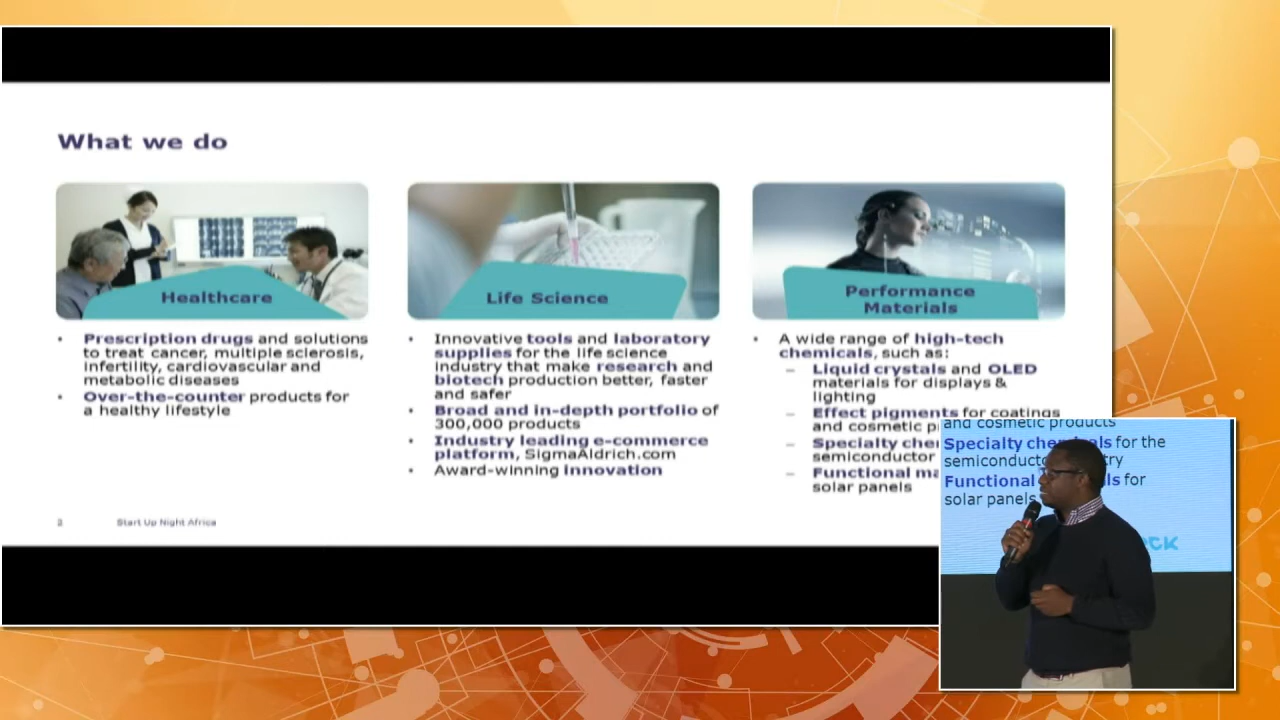 What we do
Healthcare
• Prescription drugs and solutions
to treat cancer, multiple sclerosis,
infertility, cardiovascular and
metabolic diseases
• Over-the-counter products for
a healthy lifestyle
Life Science
• Innovative tools and laboratory
supplies for the life science
industry that make research and
biotech production better, faster
and safer
• Broad and in-depth portfolio of
300,000 products
• Industry leading e-commerce
platform, SigmaAldrich.com
• Award-winning innovation
Performance
Materials
• A wide range of high-tech
chemicals, such as:
– Liquid crystals and OLED
materials for displays &
lighting
– Effect pigments for coatings
and cosmetic
– Specialty
semiconductor
– Functional
solar panels
2 Start Up Night Africa
and cosmetic products
Specialty for the
Functional for
solar panels